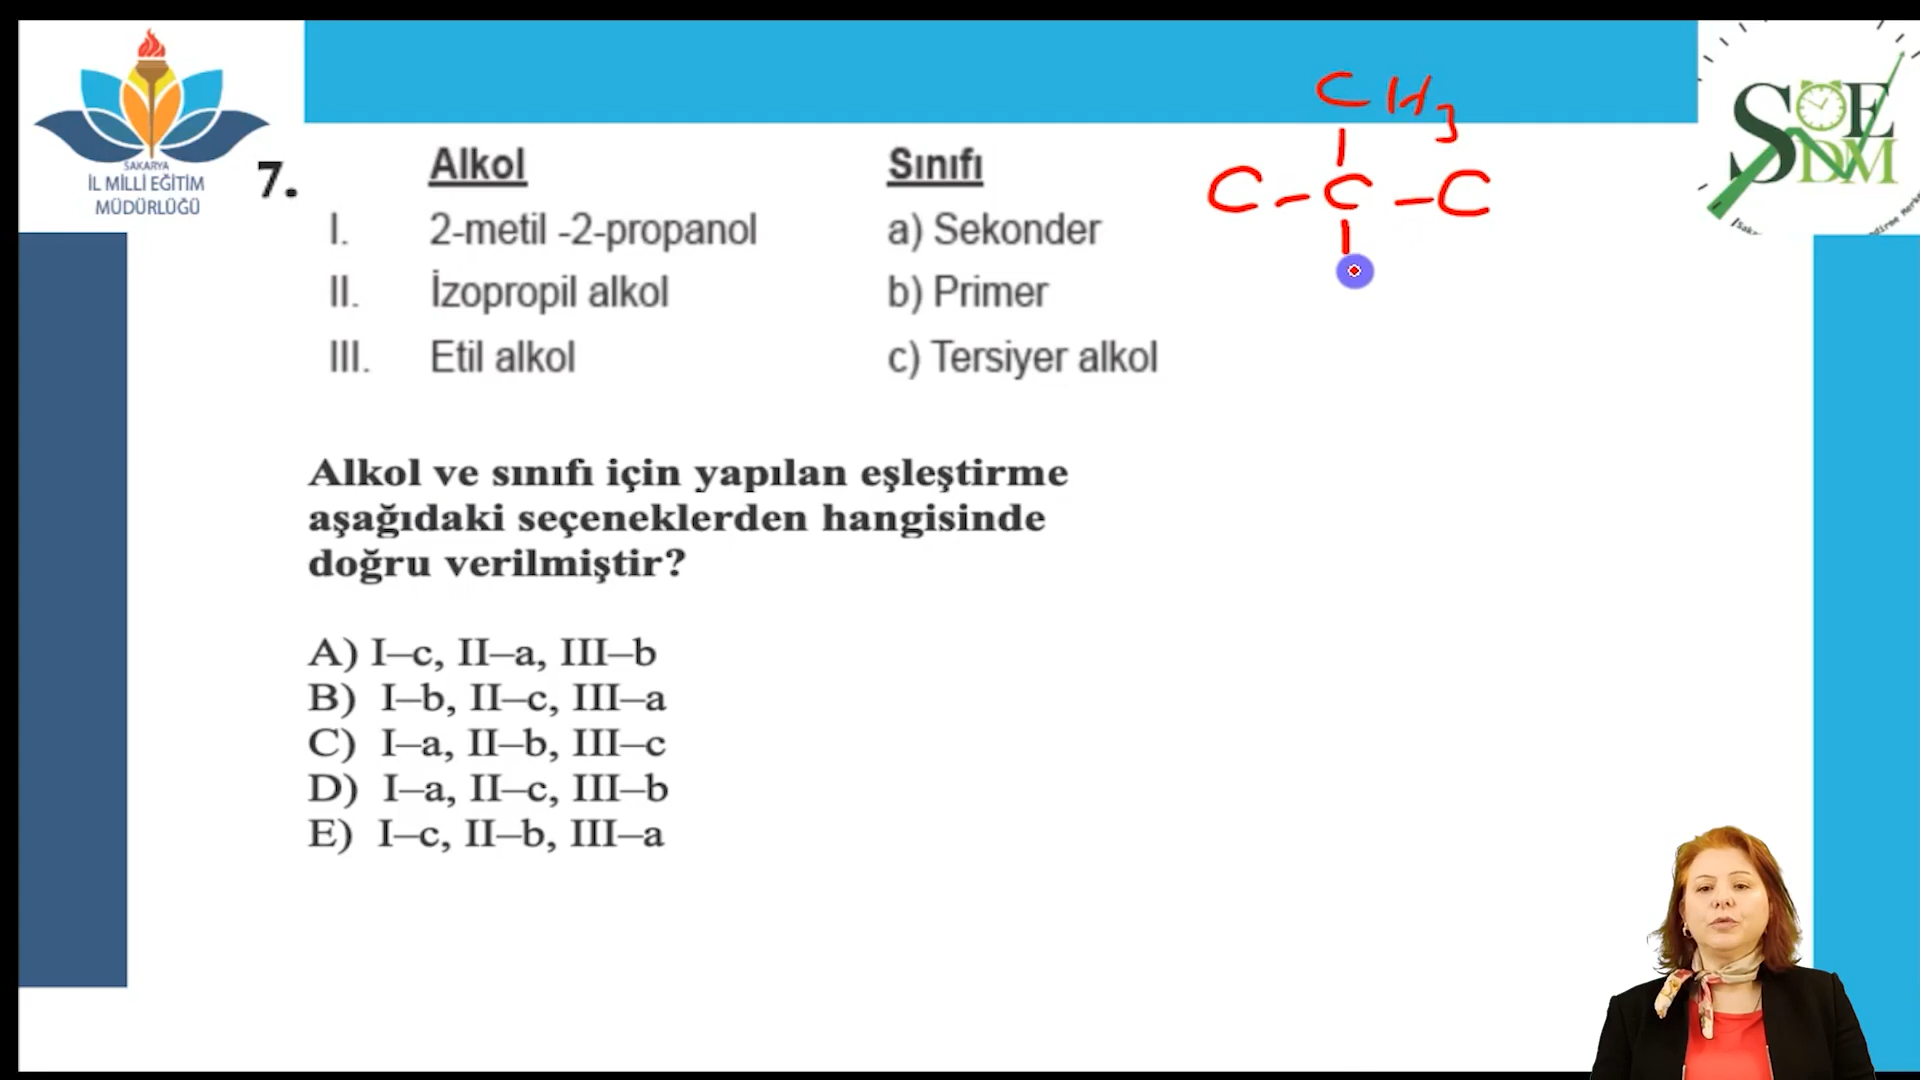 SAKARYA
İL MİLLİ EĞİTİM
MÜDÜRLÜĞÜ
SÖE
DM
7.
Alkol Sınıfı
I. 2-metil -2-propanol a) Sekonder
II. İzopropil alkol b) Primer
III. Etil alkol c) Tersiyer alkol
CH3
C - C - C
Alkol ve sınıfı için yapılan eşleştirme
aşağıdaki seçeneklerden hangisinde
doğru verilmiştir?
A) I–c, II–a, III–b
B) I–b, II–c, III–a
C) I–a, II–b, III–c
D) I–a, II–c, III–b
E) I–c, II–b, III–a